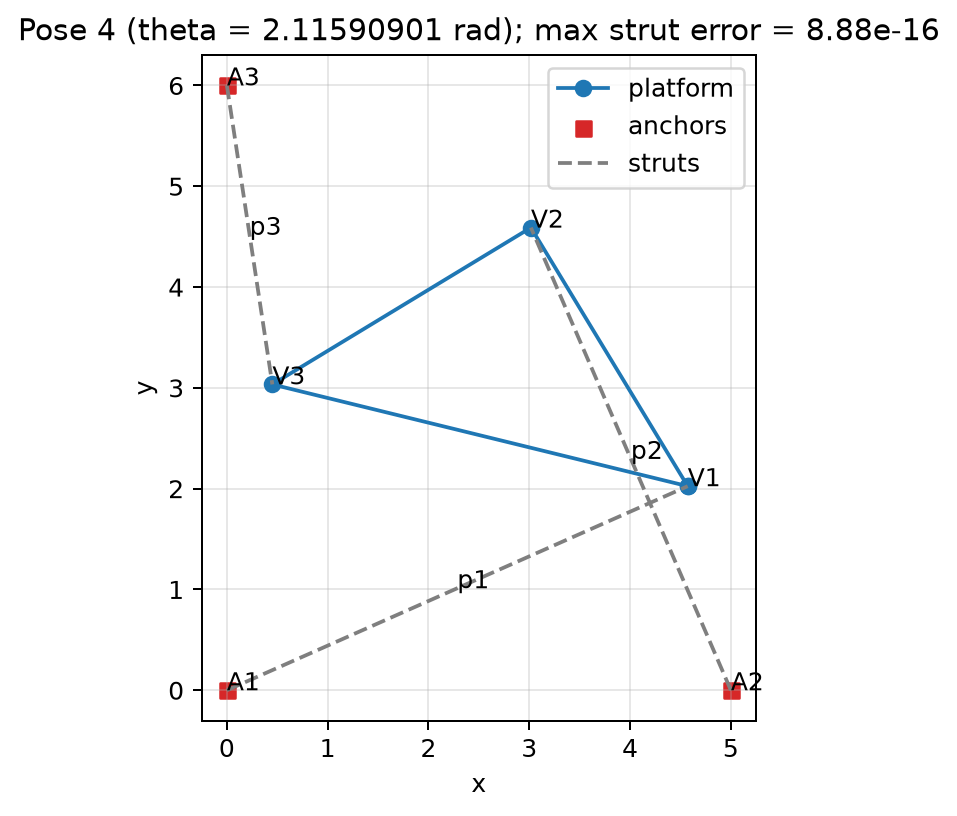 Pose 4 (theta = 2.11590901 rad); max strut error = 8.88e-16
A3
6
platform
anchors
struts
5
V2
p3
4
y
V3
3
p2
V1
2
p1
1
A1
A2
0
0 1 2 3 4 5
x